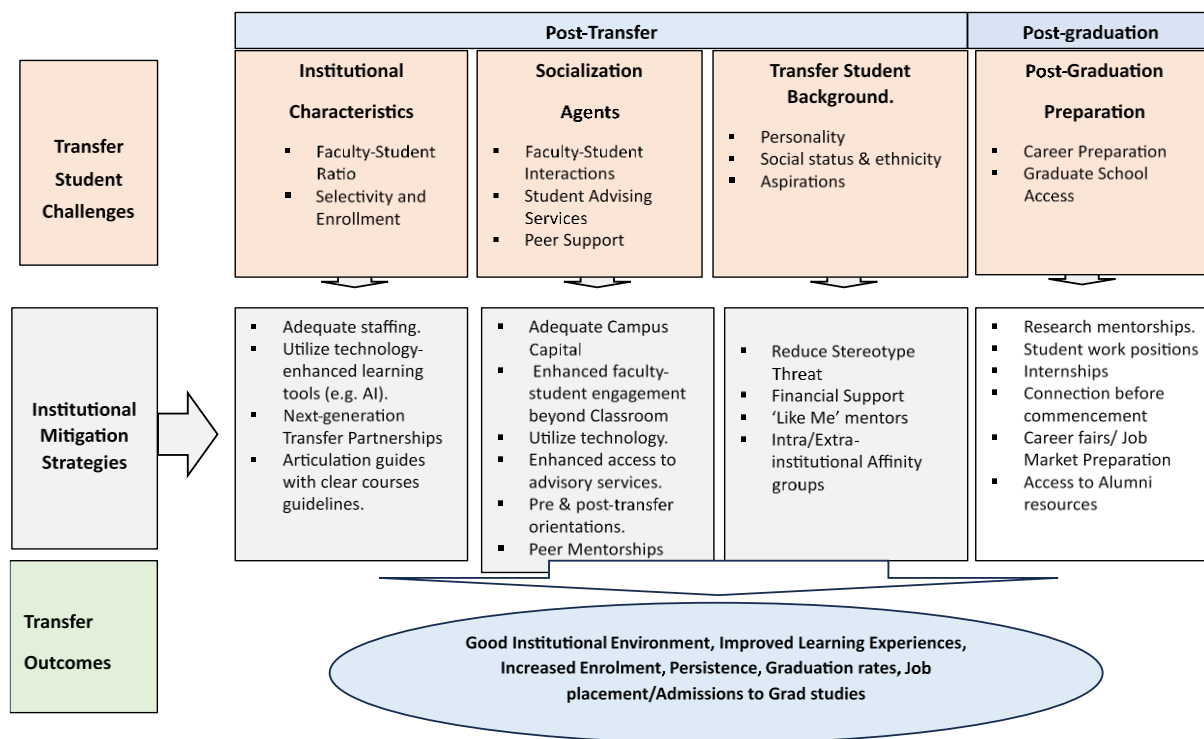 Post-Transfer
Post-graduation
Transfer
Student
Challenges
Institutional
Characteristics
▪ Faculty-Student
Ratio
▪ Selectivity and
Enrollment
Socialization
Agents
▪ Faculty-Student
Interactions
▪ Student Advising
Services
▪ Peer Support
Transfer Student
Background.
▪ Personality
▪ Social status & ethnicity
▪ Aspirations
Post-Graduation
Preparation
▪ Career Preparation
▪ Graduate School
Access
Institutional
Mitigation
Strategies
▪ Adequate staffing.
▪ Utilize technology-
enhanced learning
tools (e.g. AI).
▪ Next-generation
Transfer Partnerships
▪ Articulation guides
with clear courses
guidelines.
▪ Adequate Campus
Capital
▪ Enhanced faculty-
student engagement
beyond Classroom
▪ Utilize technology.
▪ Enhanced access to
advisory services.
▪ Pre & post-transfer
orientations.
▪ Peer Mentorships
▪ Reduce Stereotype
Threat
▪ Financial Support
▪ ‘Like Me’ mentors
▪ Intra/Extra-
institutional Affinity
groups
▪ Research mentorships.
▪ Student work positions
▪ Internships
▪ Connection before
commencement
▪ Career fairs/ Job
Market Preparation
▪ Access to Alumni
resources
Transfer
Outcomes
Good Institutional Environment, Improved Learning Experiences,
Increased Enrolment, Persistence, Graduation rates, Job
placement/Admissions to Grad studies